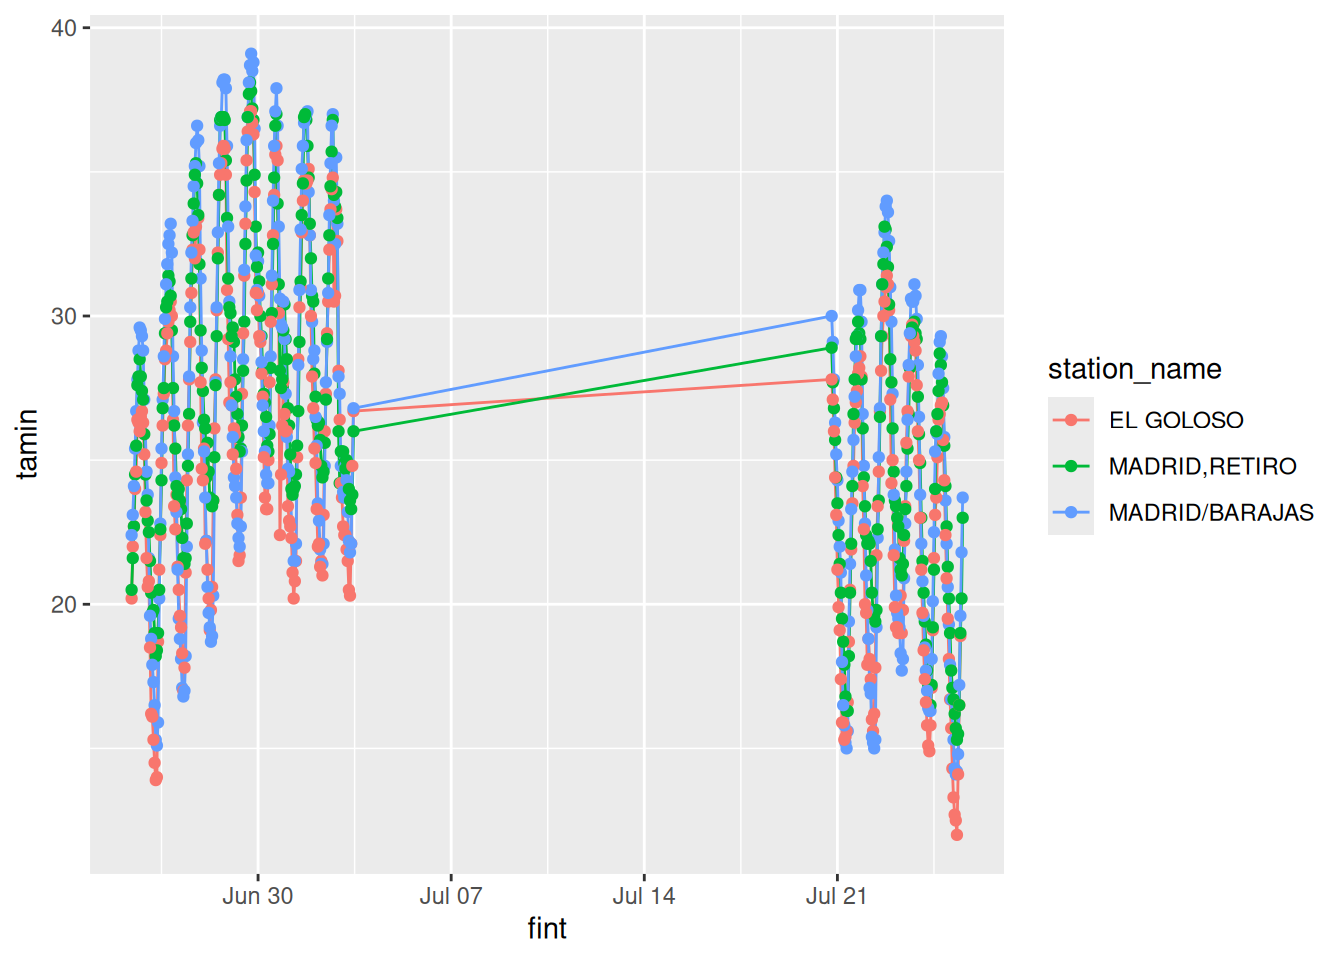 40
30
20
tamin
Jun 30
Jul 07
Jul 14
Jul 21
fint
station_name
EL GOLOSO
MADRID,RETIRO
MADRID/BARAJAS